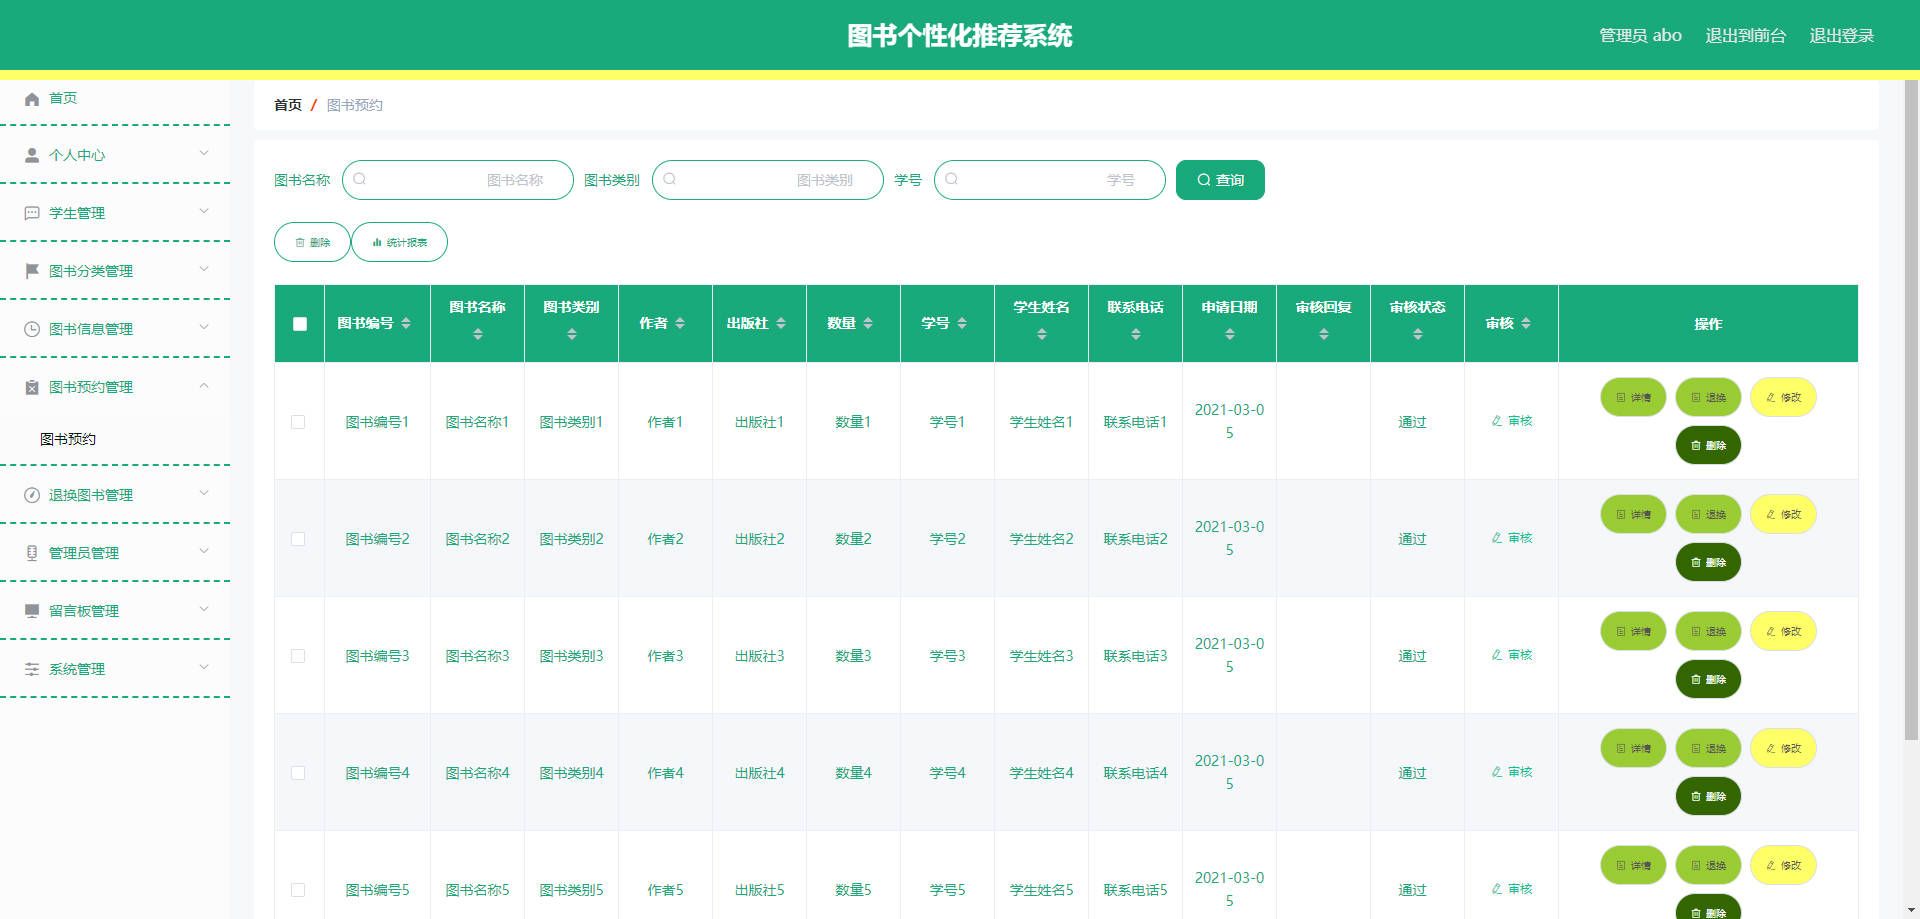 图书个性化推荐系统
管理员 abo 退出到前台 退出登录
首页
个人中心
学生管理
图书分类管理
图书信息管理
图书预约管理
图书预约
退换图书管理
管理员管理
留言板管理
系统管理
首页 / 图书预约
图书名称 图书名称 图书类别 图书类别 学号 学号 查询
删除 统计报表
图书编号 图书名称 图书类别 作者 出版社 数量 学号 学生姓名 联系电话 申请日期 审核回复 审核状态 审核 操作
图书编号1 图书名称1 图书类别1 作者1 出版社1 数量1 学号1 学生姓名1 联系电话1 2021-03-0
5 通过 审核 详情 退换 修改
删除
图书编号2 图书名称2 图书类别2 作者2 出版社2 数量2 学号2 学生姓名2 联系电话2 2021-03-0
5 通过 审核 详情 退换 修改
删除
图书编号3 图书名称3 图书类别3 作者3 出版社3 数量3 学号3 学生姓名3 联系电话3 2021-03-0
5 通过 审核 详情 退换 修改
删除
图书编号4 图书名称4 图书类别4 作者4 出版社4 数量4 学号4 学生姓名4 联系电话4 2021-03-0
5 通过 审核 详情 退换 修改
删除
图书编号5 图书名称5 图书类别5 作者5 出版社5 数量5 学号5 学生姓名5 联系电话5 2021-03-0
5 通过 审核 详情 退换 修改
删除